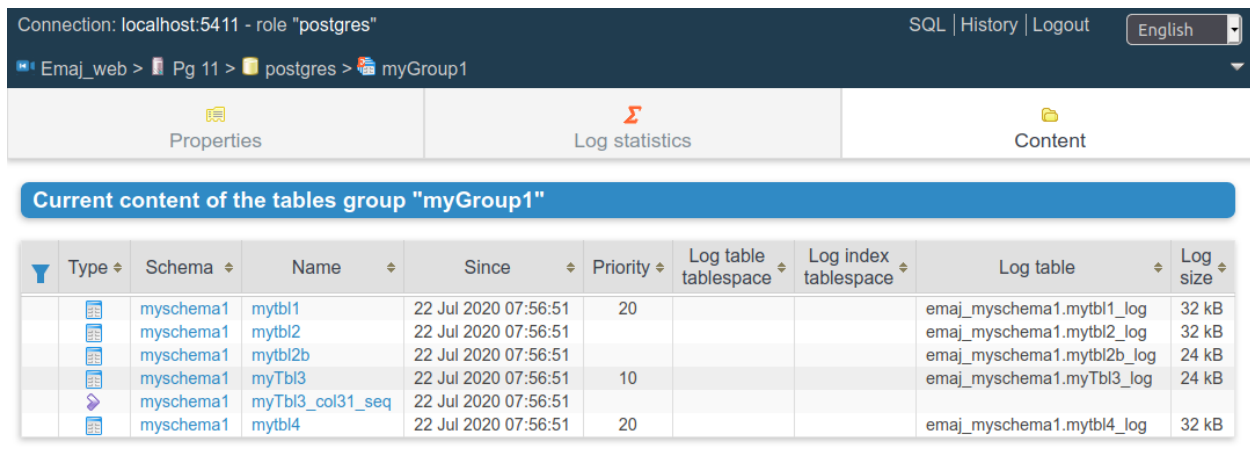 Connection: localhost:5411 - role "postgres" SQL | History | Logout English
Emaj_web > Pg 11 > postgres > myGroup1
Properties Log statistics Content
Current content of the tables group "myGroup1"
Type Schema Name Since Priority Log table tablespace Log index tablespace Log table Log size
myschema1 mytbl1 22 Jul 2020 07:56:51 20 emaj_myschema1.mytbl1_log 32 kB
myschema1 mytbl2 22 Jul 2020 07:56:51 emaj_myschema1.mytbl2_log 32 kB
myschema1 mytbl2b 22 Jul 2020 07:56:51 emaj_myschema1.mytbl2b_log 24 kB
myschema1 myTbl3 22 Jul 2020 07:56:51 10 emaj_myschema1.myTbl3_log 24 kB
myschema1 myTbl3_col31_seq 22 Jul 2020 07:56:51
myschema1 mytbl4 22 Jul 2020 07:56:51 20 emaj_myschema1.mytbl4_log 32 kB